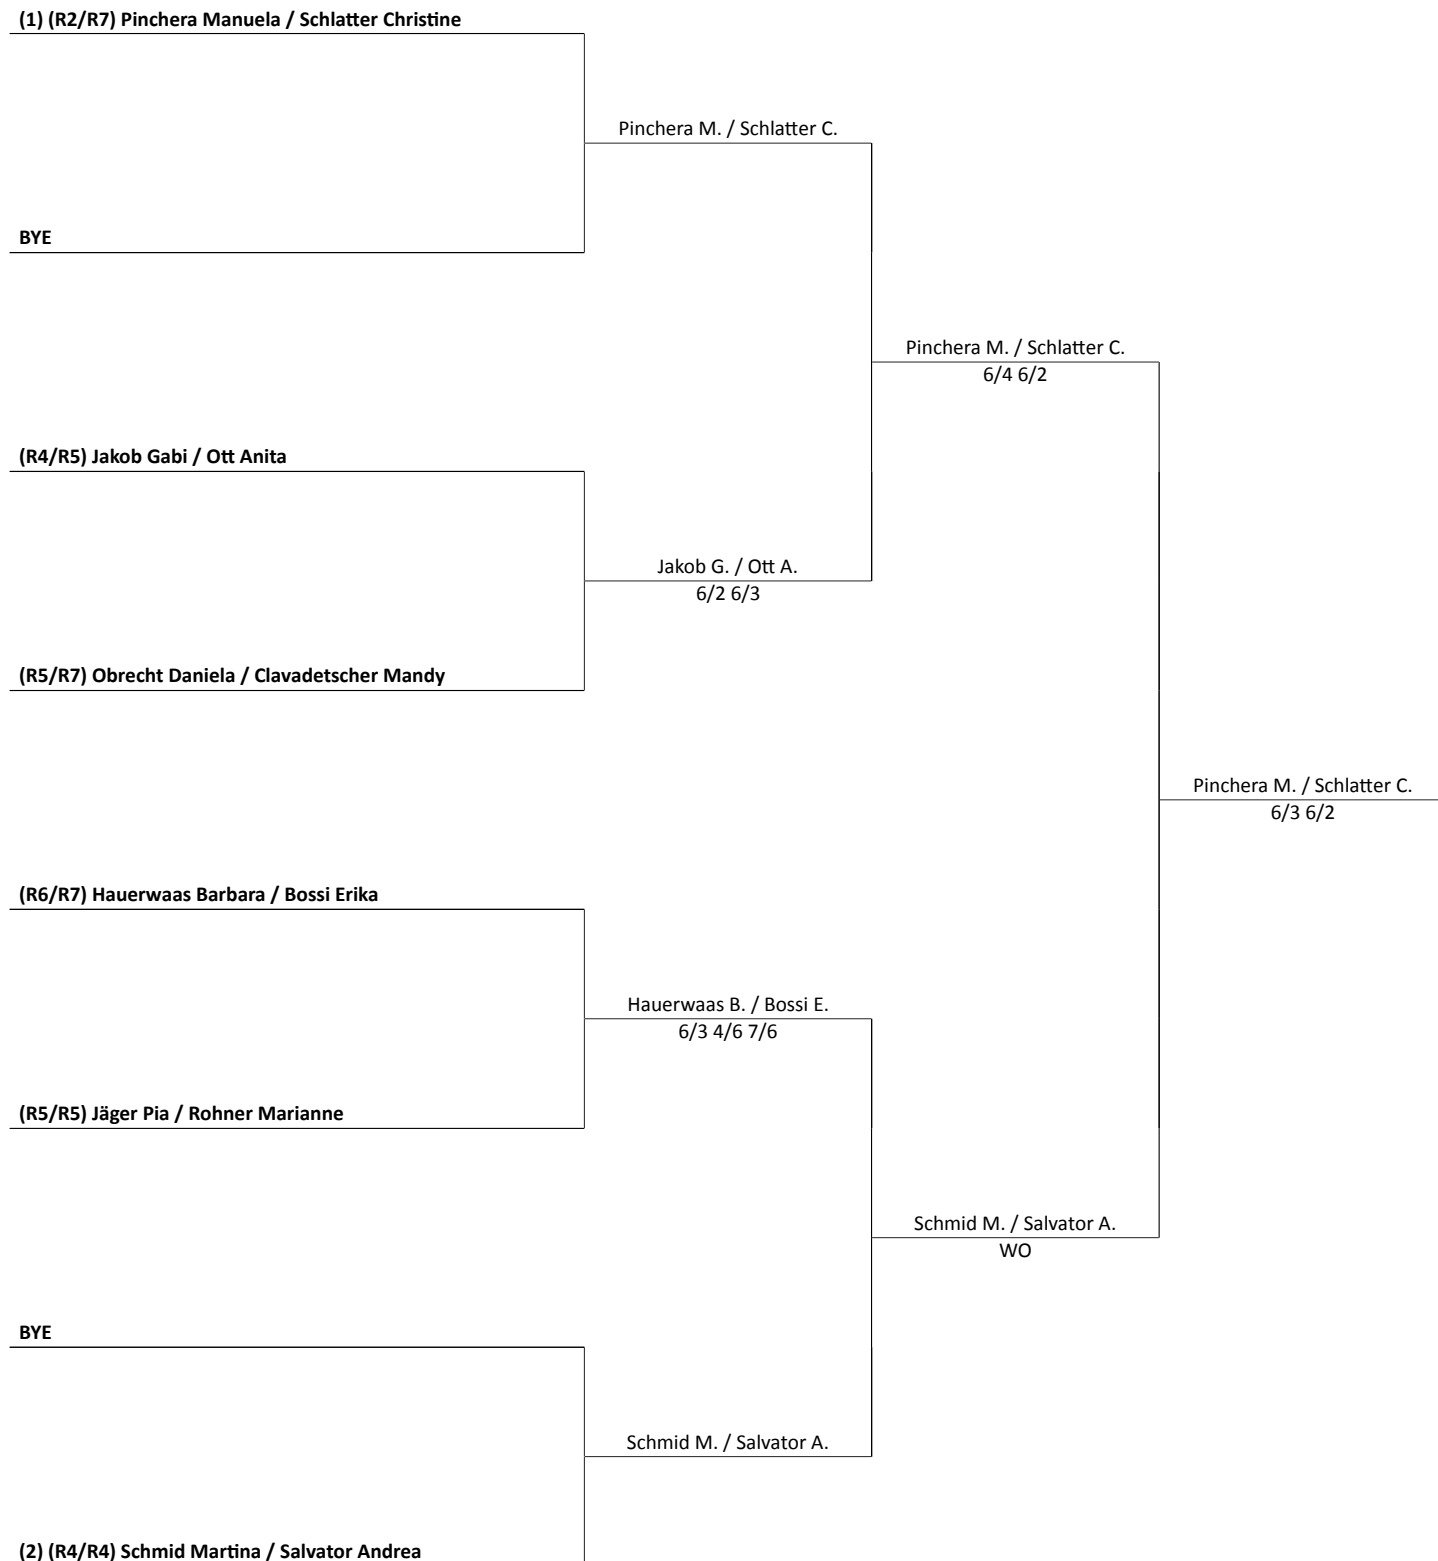 (1) (R2/R7) Pinchera Manuela / Schlatter Christine
Pinchera M. / Schlatter C.
BYE
Pinchera M. / Schlatter C.
6/4 6/2
(R4/R5) Jakob Gabi / Ott Anita
Jakob G. / Ott A.
6/2 6/3
(R5/R7) Obrecht Daniela / Clavadetscher Mandy
Pinchera M. / Schlatter C.
6/3 6/2
(R6/R7) Hauerwaas Barbara / Bossi Erika
Hauerwaas B. / Bossi E.
6/3 4/6 7/6
(R5/R5) Jäger Pia / Rohner Marianne
Schmid M. / Salvator A.
WO
BYE
Schmid M. / Salvator A.
(2) (R4/R4) Schmid Martina / Salvator Andrea